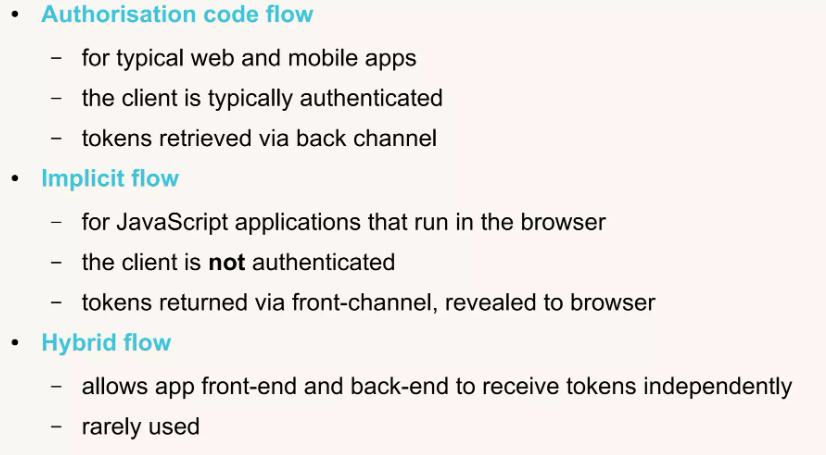 • Authorisation code flow
– for typical web and mobile apps
– the client is typically authenticated
– tokens retrieved via back channel
• Implicit flow
– for JavaScript applications that run in the browser
– the client is not authenticated
– tokens returned via front-channel, revealed to browser
• Hybrid flow
– allows app front-end and back-end to receive tokens independently
– rarely used